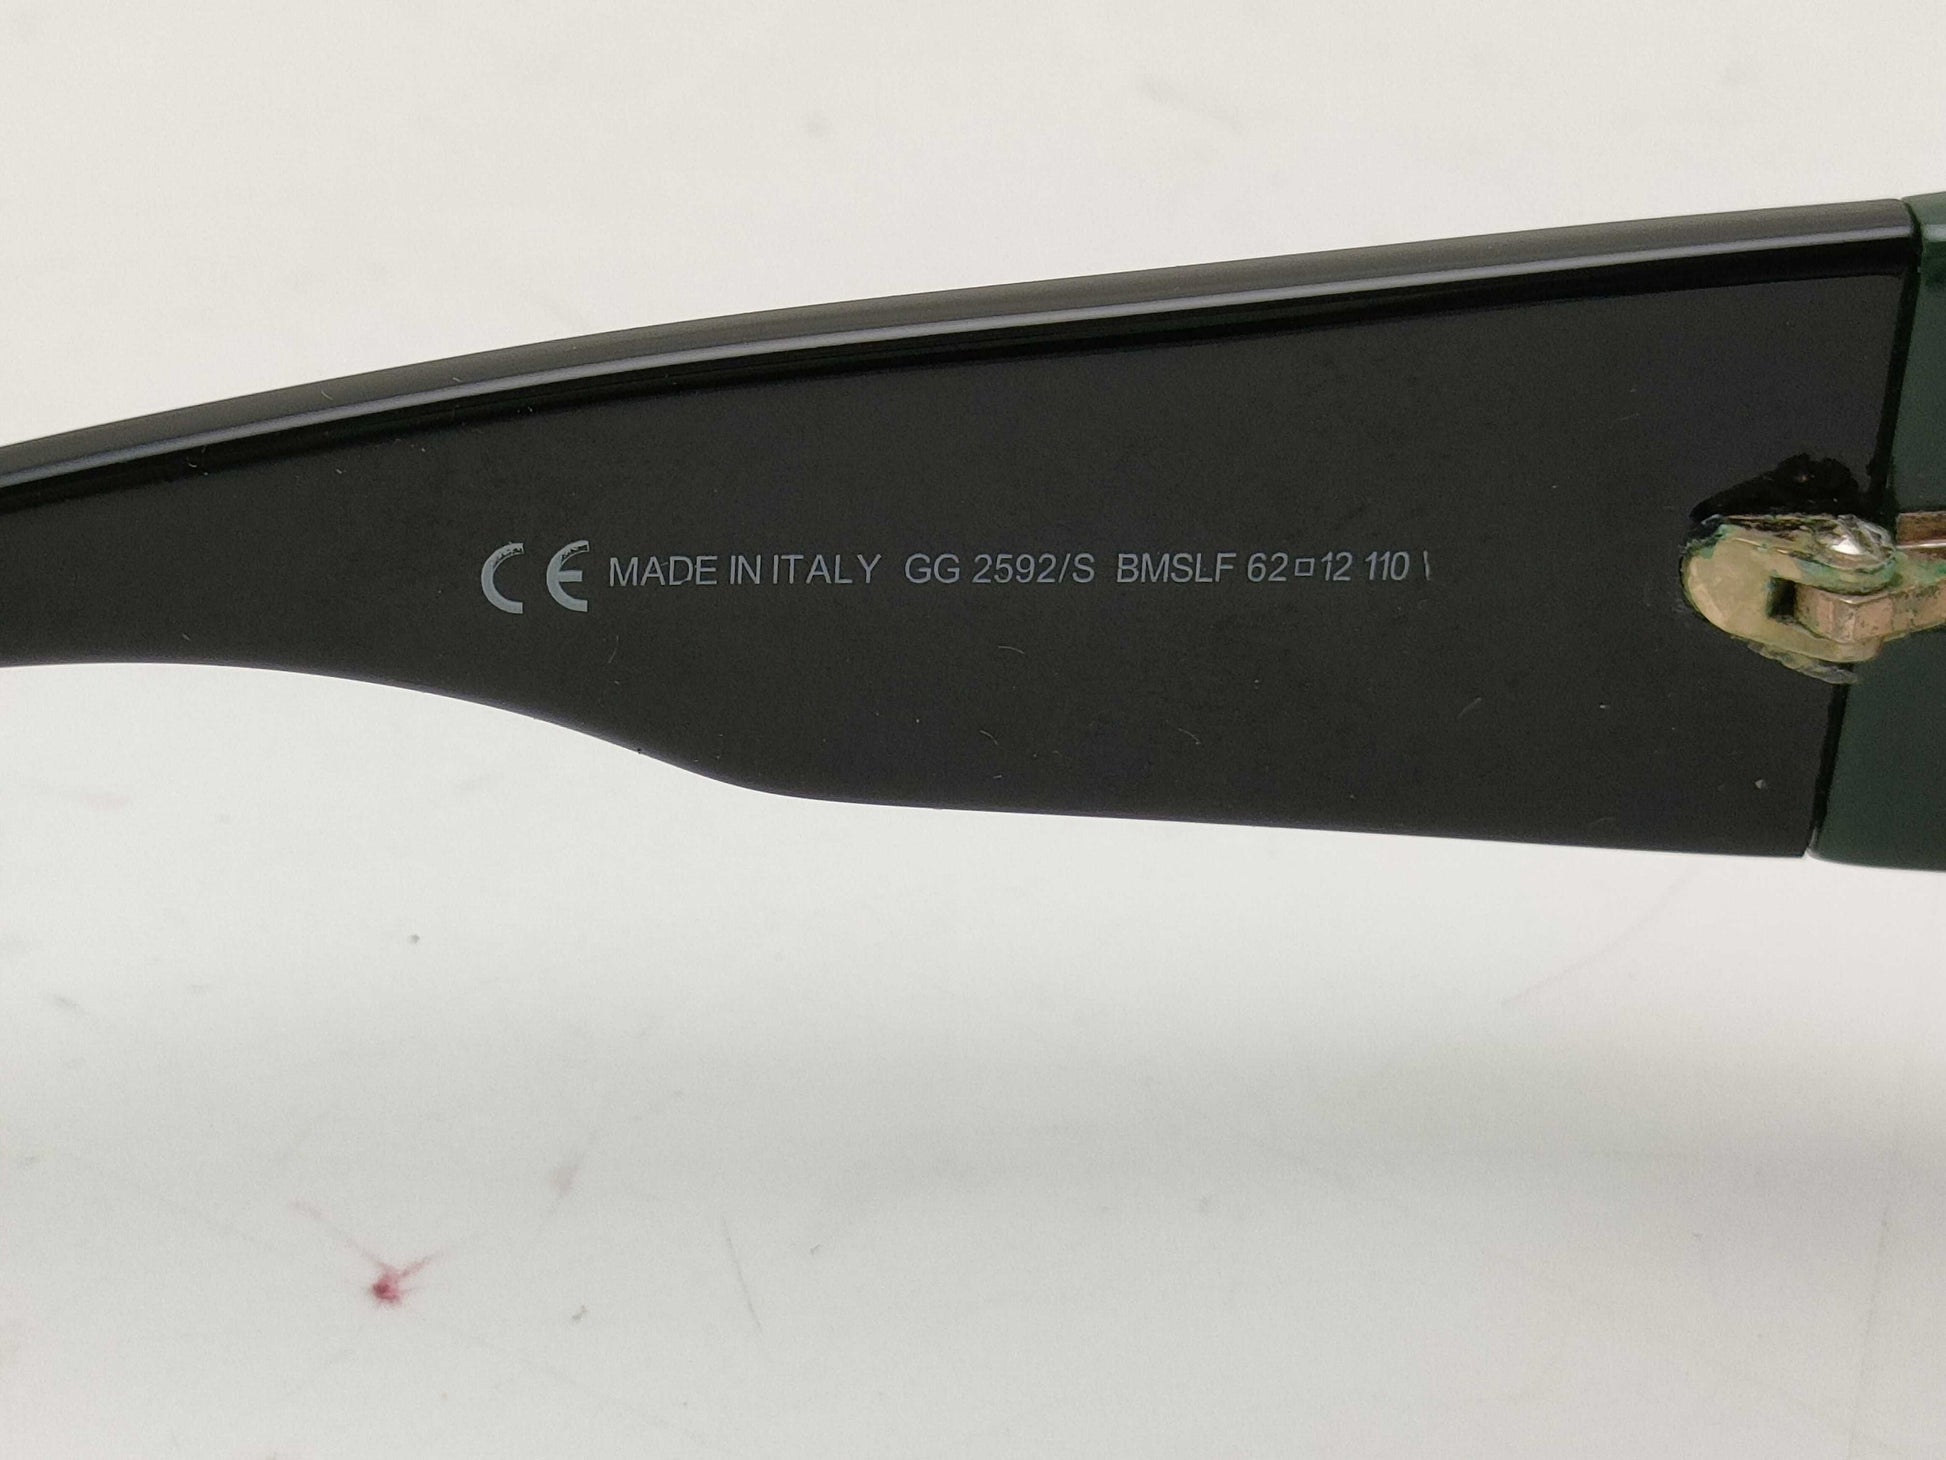 CE MADE IN ITALY GG 2592/S BMSLF 62□12 110